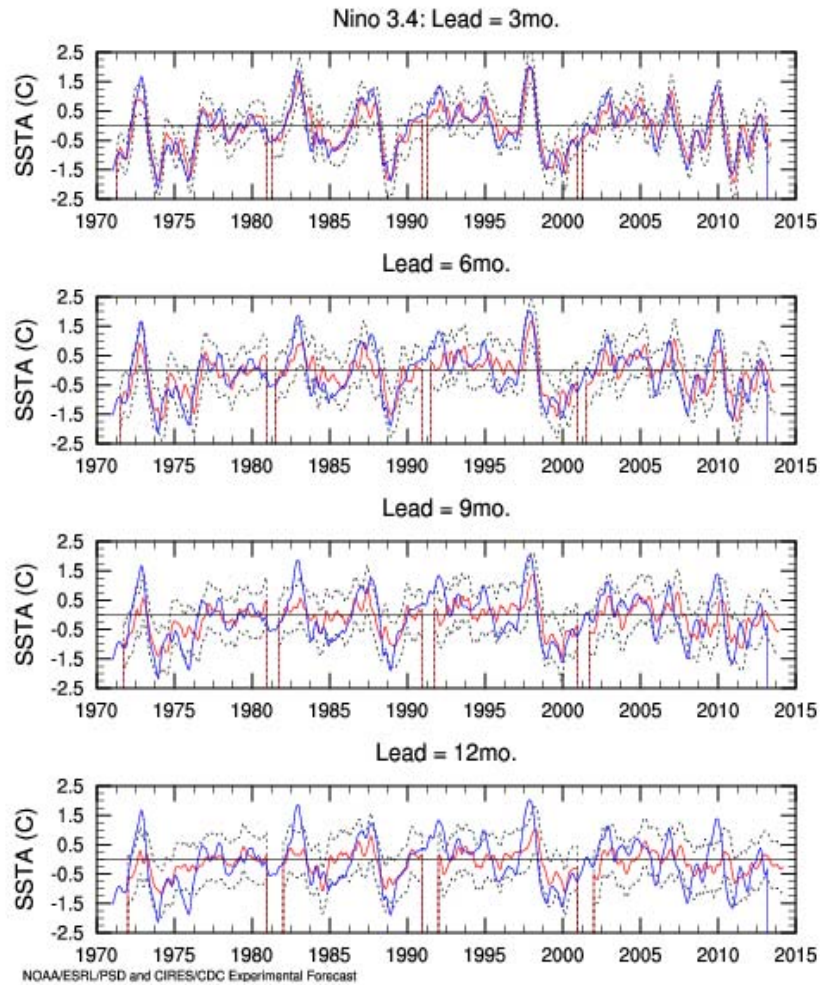 Nino 3.4: Lead = 3mo.
SSTA (C)
2.5
1.5
0.5
-0.5
-1.5
-2.5
1970 1975 1980 1985 1990 1995 2000 2005 2010 2015
Lead = 6mo.
SSTA (C)
2.5
1.5
0.5
-0.5
-1.5
-2.5
1970 1975 1980 1985 1990 1995 2000 2005 2010 2015
Lead = 9mo.
SSTA (C)
2.5
1.5
0.5
-0.5
-1.5
-2.5
1970 1975 1980 1985 1990 1995 2000 2005 2010 2015
Lead = 12mo.
SSTA (C)
2.5
1.5
0.5
-0.5
-1.5
-2.5
1970 1975 1980 1985 1990 1995 2000 2005 2010 2015
NOAA/ESRL/PSD and CIRES/CDC Experimental Forecast